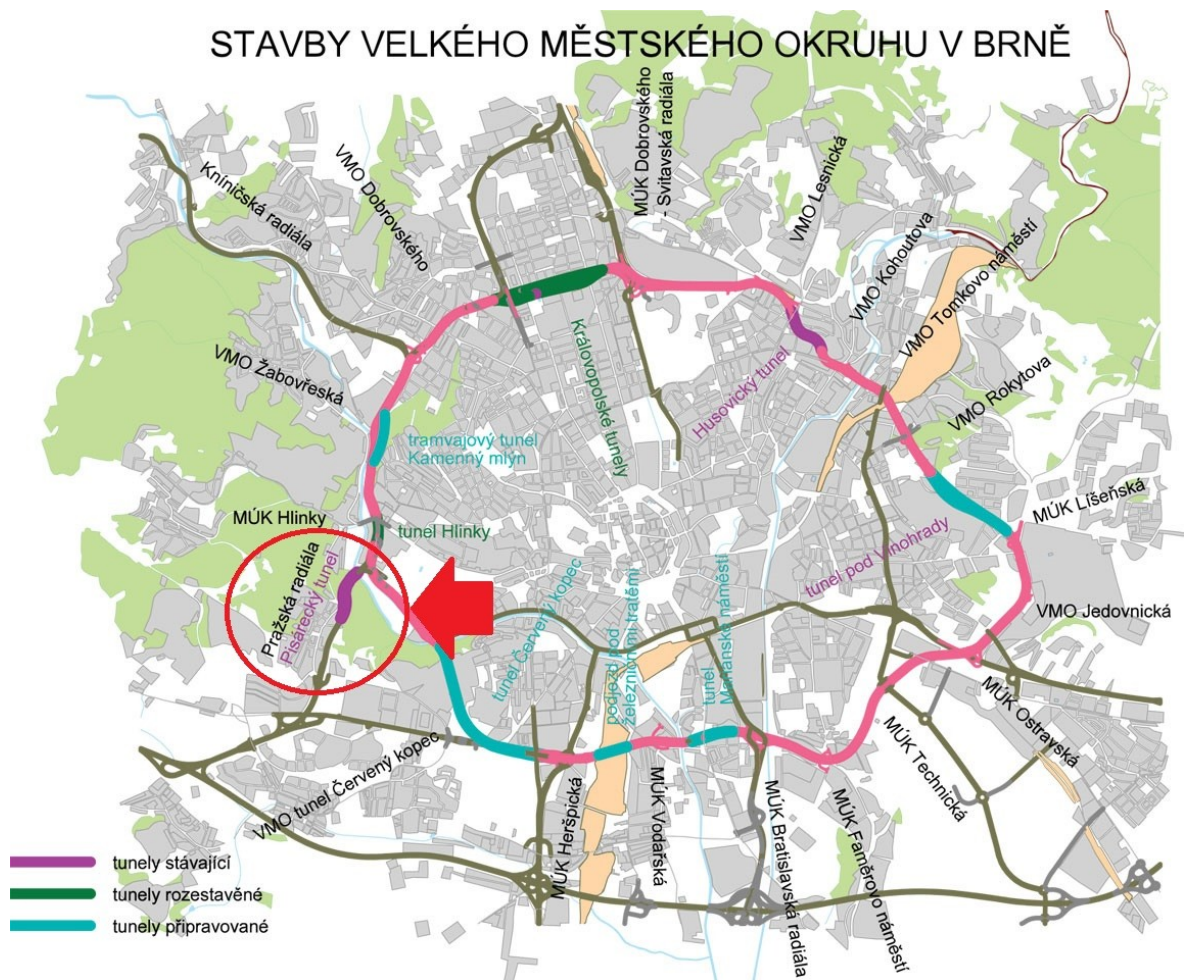 STAVBY VELKÉHO MĚSTSKÉHO OKRUHU V BRNĚ
Kníničská radiála
VMO Dobrovského
MÚK Dobrovského
- Svitavská radiála
VMO Lesnická
VMO Kohoutova
VMO Tomkovo náměstí
VMO Žabovřeská
Královopolské tunely
Husovický tunel
VMO Rokytova
tramvajový tunel
Kamenný mlýn
MÚK Hlinky
tunel Hlinky
MÚK Líšeňská
tunel pod Vinohrady
Pražská radiála
Pisárecký tunel
VMO Jedovnická
tunel Červený kopec
podjezd pod
železničními tratěmi
tunel
Mariánské náměstí
MÚK Ostravská
VMO tunel Červený kopec
MÚK Heršpická
MÚK Vodařská
MÚK Bratislavská radiála
MÚK Faměrovo náměstí
MÚK Technická
tunely stávající
tunely rozestavěné
tunely připravované